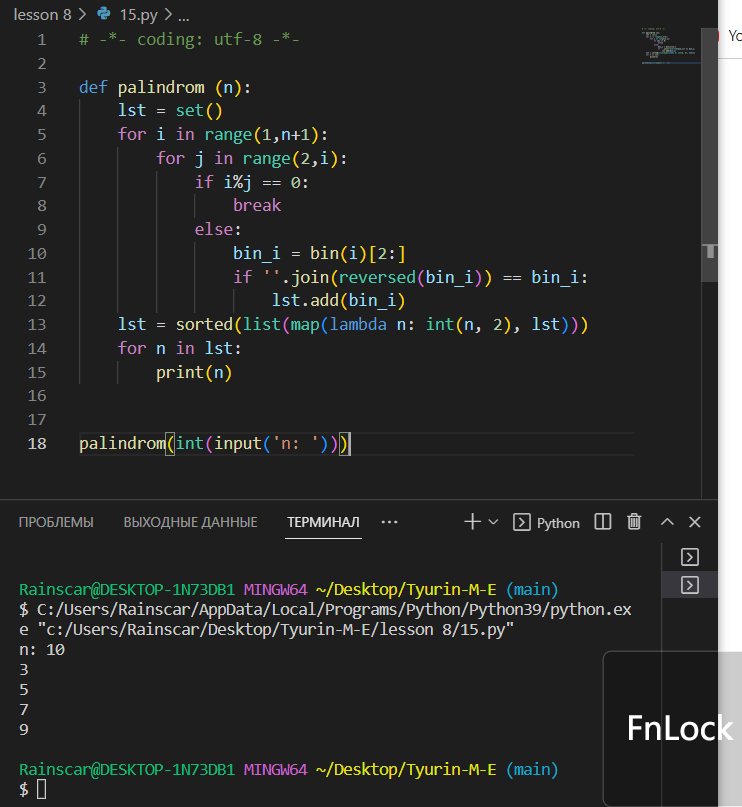 lesson 8 > 15.py > ...
1 # -*- coding: utf-8 -*-
2
3 def palindrom (n):
4     lst = set()
5     for i in range(1,n+1):
6         for j in range(2,i):
7             if i%j == 0:
8                 break
9             else:
10                 bin_i = bin(i)[2:]
11                 if ''.join(reversed(bin_i)) == bin_i:
12                     lst.add(bin_i)
13     lst = sorted(list(map(lambda n: int(n, 2), lst)))
14     for n in lst:
15         print(n)
16
17
18 palindrom(int(input('n: ')))
ПРОБЛЕМЫ ВЫХОДНЫЕ ДАННЫЕ ТЕРМИНАЛ ... Python
Rainscar@DESKTOP-1N73DB1 MINGW64 ~/Desktop/Tyurin-M-E (main)
$ C:/Users/Rainscar/AppData/Local/Programs/Python/Python39/python.ex
e "c:/Users/Rainscar/Desktop/Tyurin-M-E/lesson 8/15.py"
n: 10
3
5
7
9
FnLock
Rainscar@DESKTOP-1N73DB1 MINGW64 ~/Desktop/Tyurin-M-E (main)
$